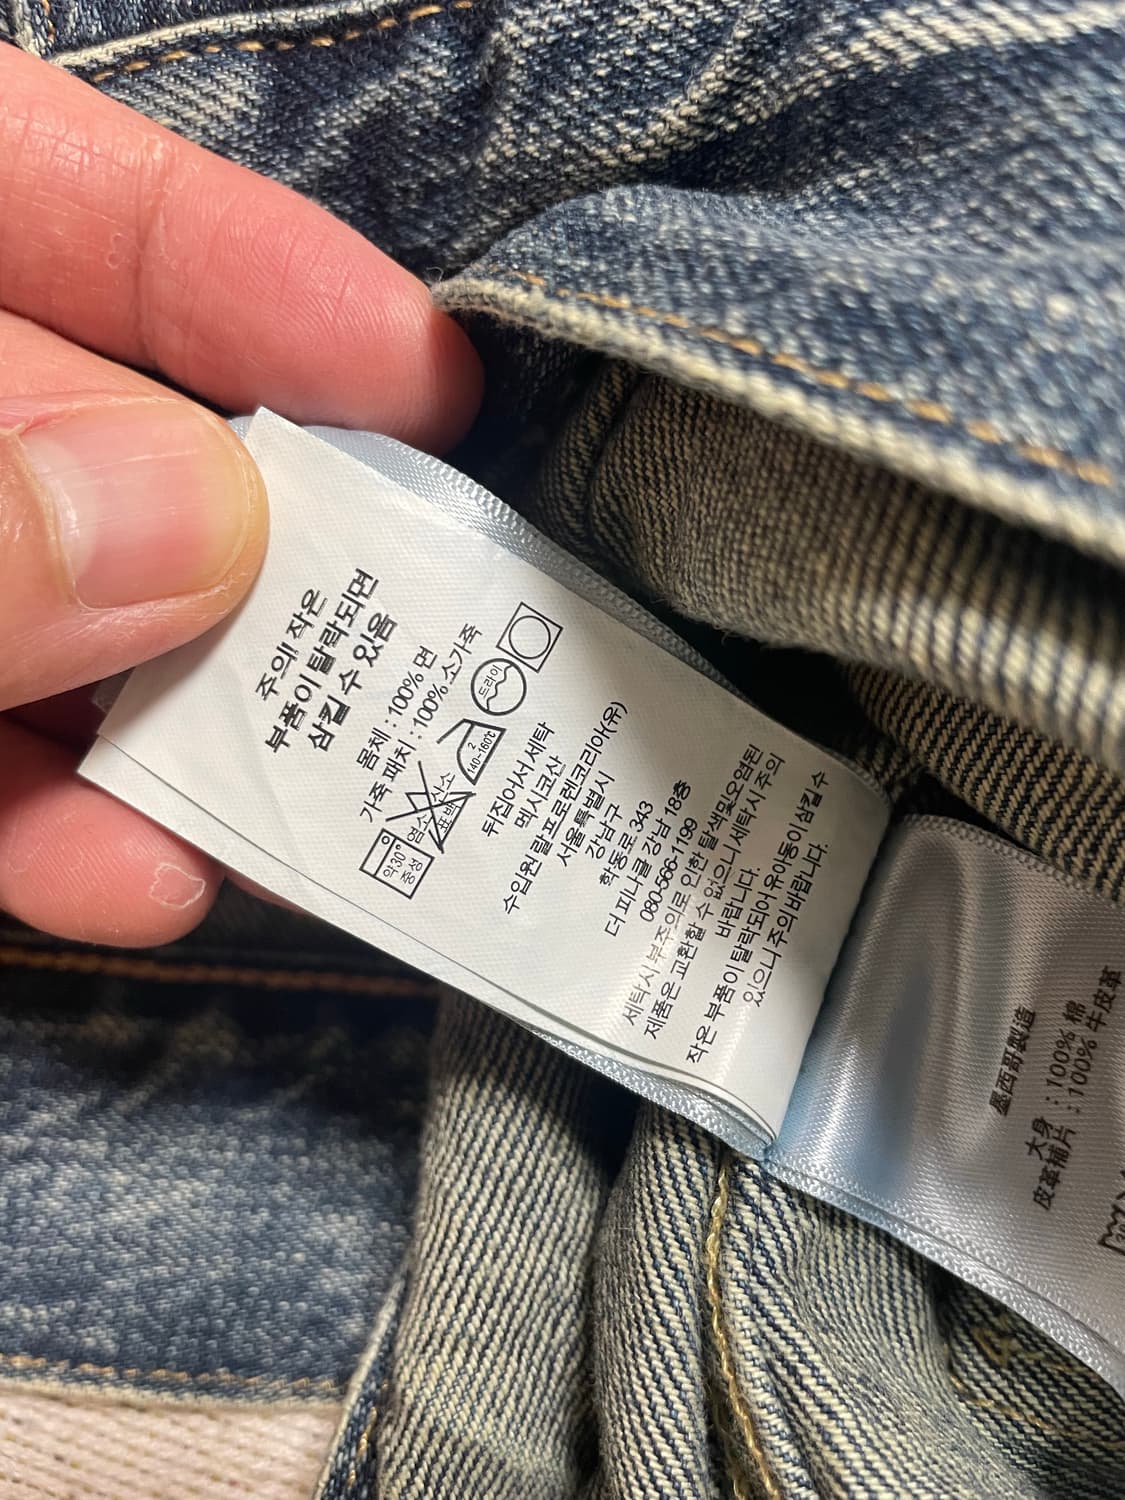 주의! 작은
부품이 탈락되면
삼킬 수 있음
몸체 : 100% 면
가죽 패치 : 100% 소가죽
약30°
중성
염소
산소
표백
2
140~160℃
드라이
뒤집어서 세탁
멕시코산
수입원 랄프로렌코리아(유)
서울특별시
강남구
학동로 343
더 피나클 강남 18층
080-566-1199
세탁시 부주의로 인한 탈색및오염된
제품은 교환할 수 없으니 세탁시 주의
바랍니다.
작은 부품이 탈락되어 유아동이 삼킬 수
있으니 주의 바랍니다.
墨西哥製造
大身 : 100% 棉
皮革補片 : 100% 牛皮革